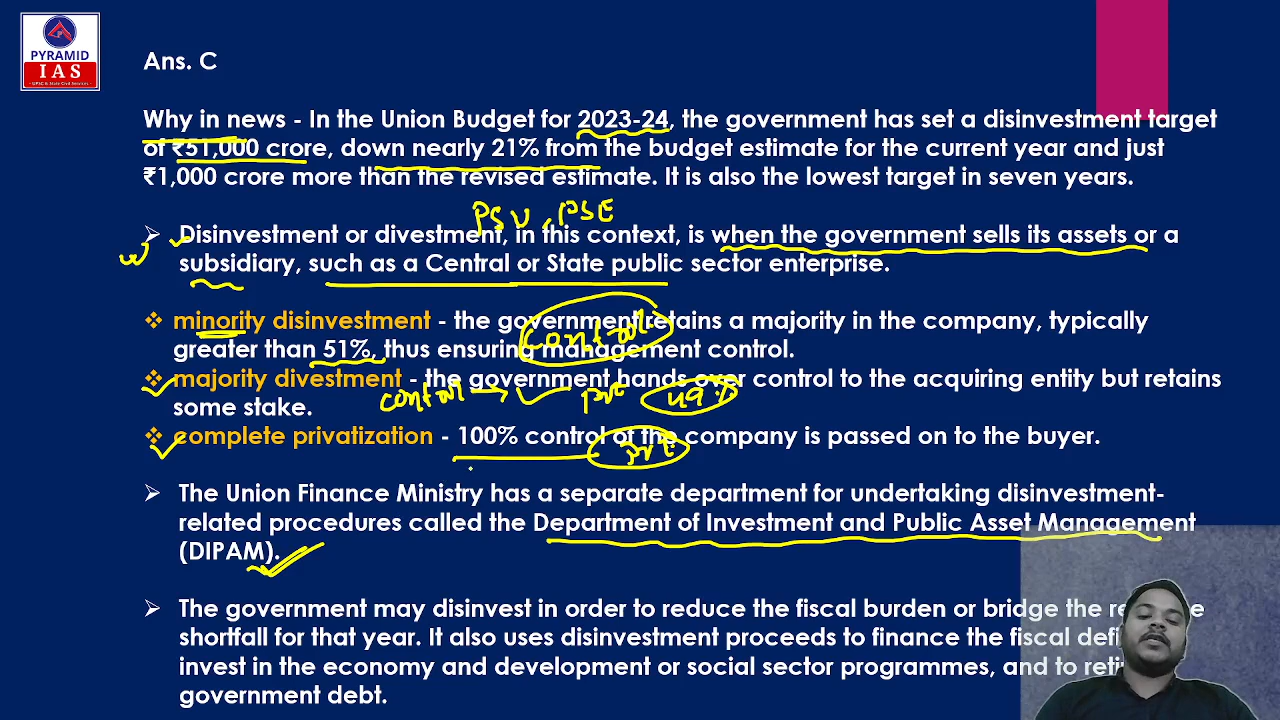 PYRAMID
IAS
Ans. C
Why in news - In the Union Budget for 2023-24, the government has set a disinvestment target
of ₹51,000 crore, down nearly 21% from the budget estimate for the current year and just
₹1,000 crore more than the revised estimate. It is also the lowest target in seven years.
PSU, PSE
Disinvestment or divestment, in this context, is when the government sells its assets or a
subsidiary, such as a Central or State public sector enterprise.
minority disinvestment - the government retains a majority in the company, typically
control
greater than 51%, thus ensuring management control.
majority divestment - the government hands over control to the acquiring entity but retains
control → pvt 49%
some stake.
complete privatization - 100% control of the company is passed on to the buyer.
pvt
The Union Finance Ministry has a separate department for undertaking disinvestment-
related procedures called the Department of Investment and Public Asset Management
(DIPAM).
The government may disinvest in order to reduce the fiscal burden or bridge the
shortfall for that year. It also uses disinvestment proceeds to finance the fiscal
invest in the economy and development or social sector programmes, and to
government debt.